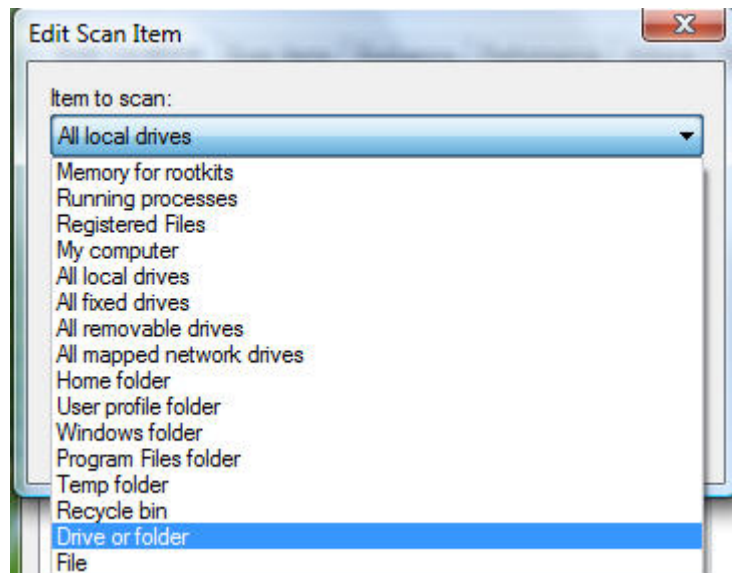 Edit Scan Item
Item to scan:
All local drives
Memory for rootkits
Running processes
Registered Files
My computer
All local drives
All fixed drives
All removable drives
All mapped network drives
Home folder
User profile folder
Windows folder
Program Files folder
Temp folder
Recycle bin
Drive or folder
File